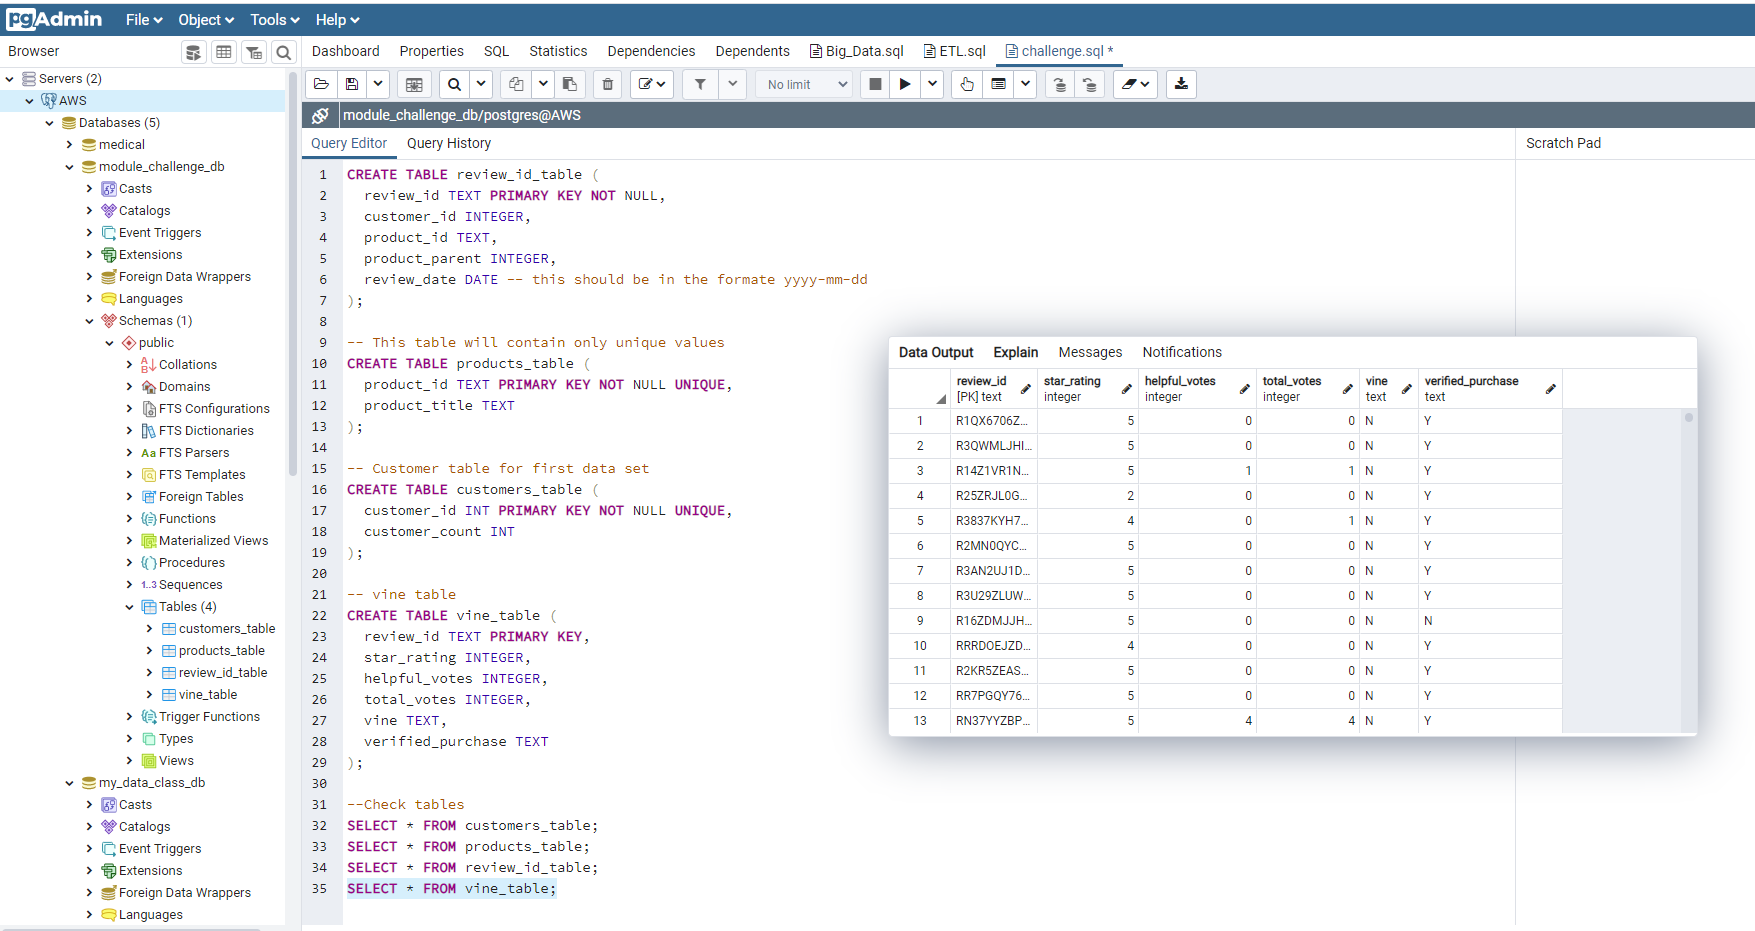 pgAdmin File Object Tools Help
Browser
Dashboard Properties SQL Statistics Dependencies Dependents Big_Data.sql ETL.sql challenge.sql *
No limit
module_challenge_db/postgres@AWS
Query Editor Query History
Scratch Pad
Servers (2)
AWS
Databases (5)
medical
module_challenge_db
Casts
Catalogs
Event Triggers
Extensions
Foreign Data Wrappers
Languages
Schemas (1)
public
Collations
Domains
FTS Configurations
FTS Dictionaries
Aa FTS Parsers
FTS Templates
Foreign Tables
Functions
Materialized Views
Procedures
1..3 Sequences
Tables (4)
customers_table
products_table
review_id_table
vine_table
Trigger Functions
Types
Views
my_data_class_db
Casts
Catalogs
Event Triggers
Extensions
Foreign Data Wrappers
Languages
1 CREATE TABLE review_id_table (
2 review_id TEXT PRIMARY KEY NOT NULL,
3 customer_id INTEGER,
4 product_id TEXT,
5 product_parent INTEGER,
6 review_date DATE -- this should be in the formate yyyy-mm-dd
7 );
8
9 -- This table will contain only unique values
10 CREATE TABLE products_table (
11 product_id TEXT PRIMARY KEY NOT NULL UNIQUE,
12 product_title TEXT
13 );
14
15 -- Customer table for first data set
16 CREATE TABLE customers_table (
17 customer_id INT PRIMARY KEY NOT NULL UNIQUE,
18 customer_count INT
19 );
20
21 -- vine table
22 CREATE TABLE vine_table (
23 review_id TEXT PRIMARY KEY,
24 star_rating INTEGER,
25 helpful_votes INTEGER,
26 total_votes INTEGER,
27 vine TEXT,
28 verified_purchase TEXT
29 );
30
31 --Check tables
32 SELECT * FROM customers_table;
33 SELECT * FROM products_table;
34 SELECT * FROM review_id_table;
35 SELECT * FROM vine_table;
Data Output Explain Messages Notifications
review_id star_rating helpful_votes total_votes vine verified_purchase
[PK] text integer integer integer text text
1 R1QX6706Z... 5 0 0 N Y
2 R3QWMLJHI... 5 0 0 N Y
3 R14Z1VR1N... 5 1 1 N Y
4 R25ZRJL0G... 2 0 0 N Y
5 R3837KYH7... 4 0 1 N Y
6 R2MN0QYC... 5 0 0 N Y
7 R3AN2UJ1D... 5 0 0 N Y
8 R3U29ZLUW... 5 0 0 N Y
9 R16ZDMJJH... 5 0 0 N N
10 RRRDOEJZD... 4 0 0 N Y
11 R2KR5ZEAS... 5 0 0 N Y
12 RR7PGQY76... 5 0 0 N Y
13 RN37YYZBP... 5 4 4 N Y